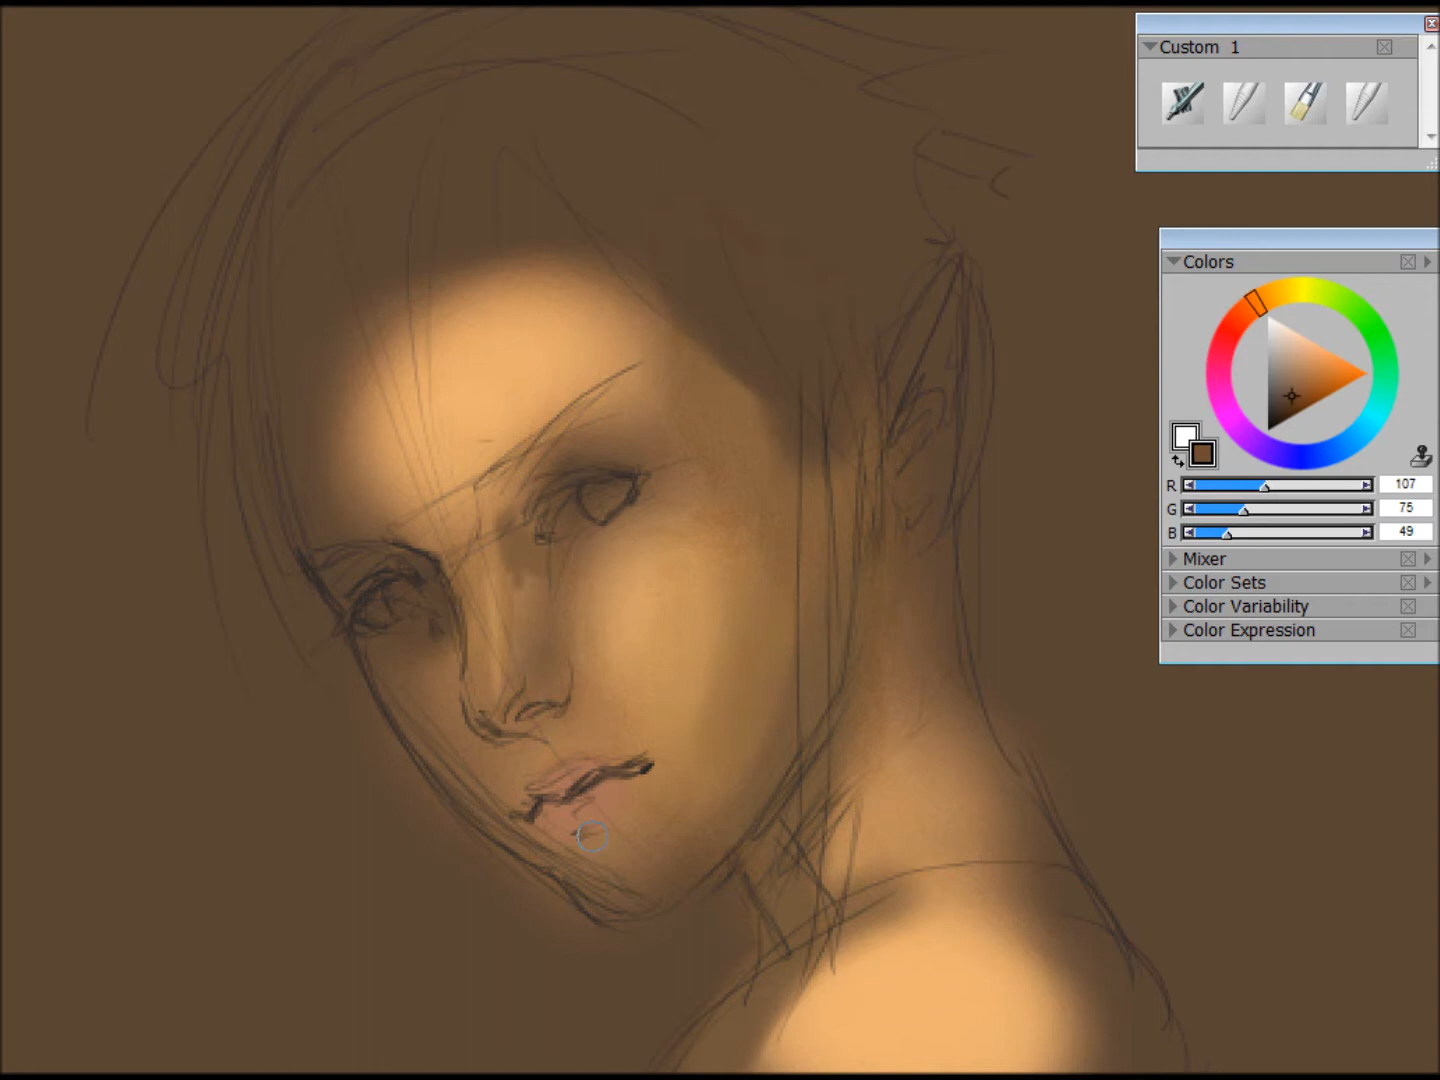 Custom 1
Colors
R 107
G 75
B 49
Mixer
Color Sets
Color Variability
Color Expression